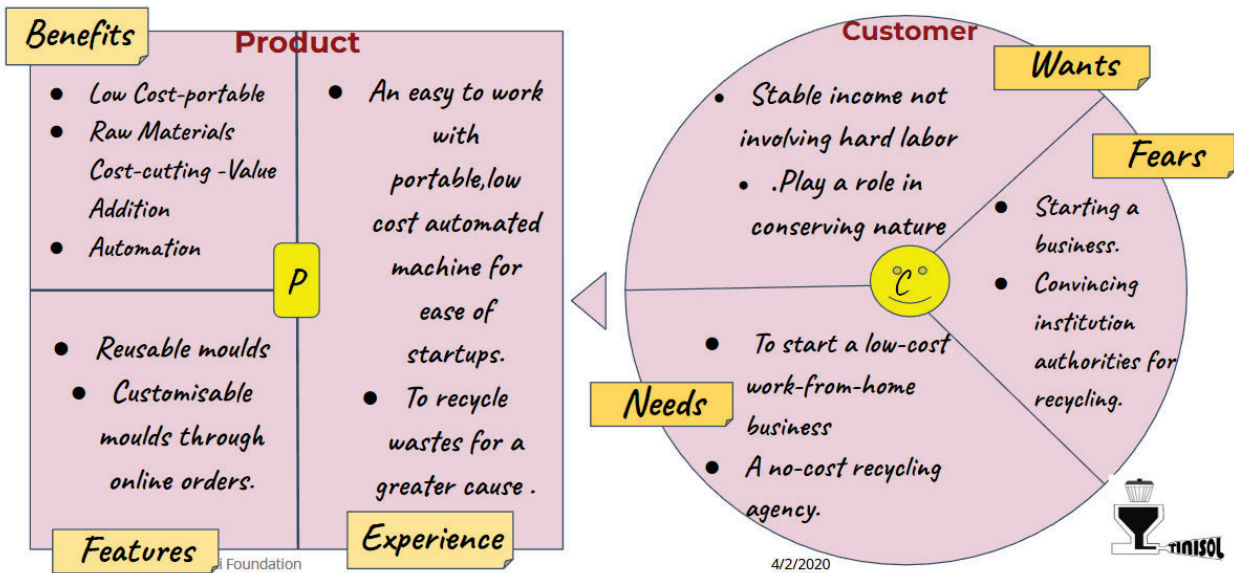 Product
Benefits
Low Cost-portable
Raw Materials
Cost-cutting -Value
Addition
Automation
An easy to work
with
portable,low
cost automated
machine for
ease of
startups.
To recycle
wastes for a
greater cause .
Experience
P
Reusable moulds
Customisable
moulds through
online orders.
Features
i Foundation
Customer
Wants
Stable income not
involving hard labor
.Play a role in
conserving nature
Fears
Starting a
business.
Convincing
institution
authorities for
recycling.
C
Needs
To start a low-cost
work-from-home
business
A no-cost recycling
agency.
4/2/2020
TINISOL